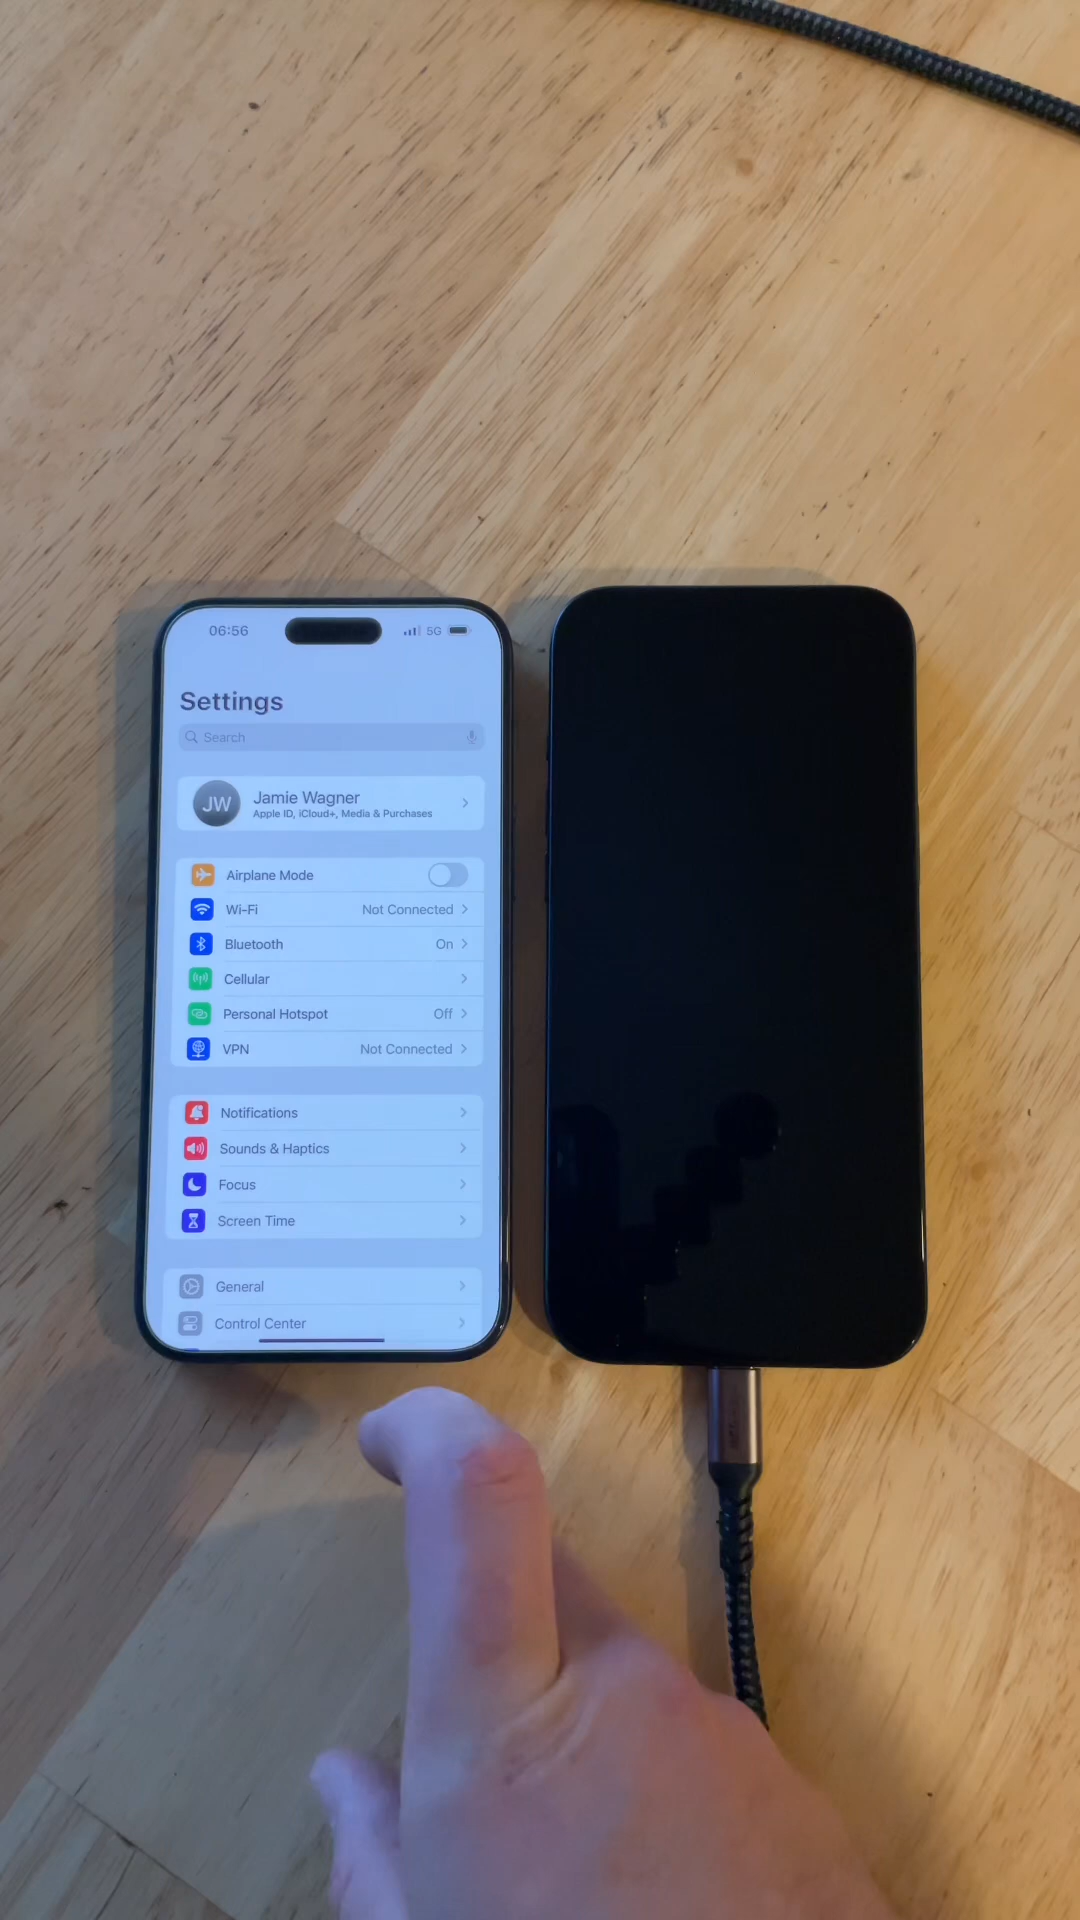 06:56 5G
Settings
Search
JW
Jamie Wagner
Apple ID, iCloud+, Media & Purchases
Airplane Mode
Wi-Fi Not Connected
Bluetooth On
Cellular
Personal Hotspot Off
VPN Not Connected
Notifications
Sounds & Haptics
Focus
Screen Time
General
Control Center